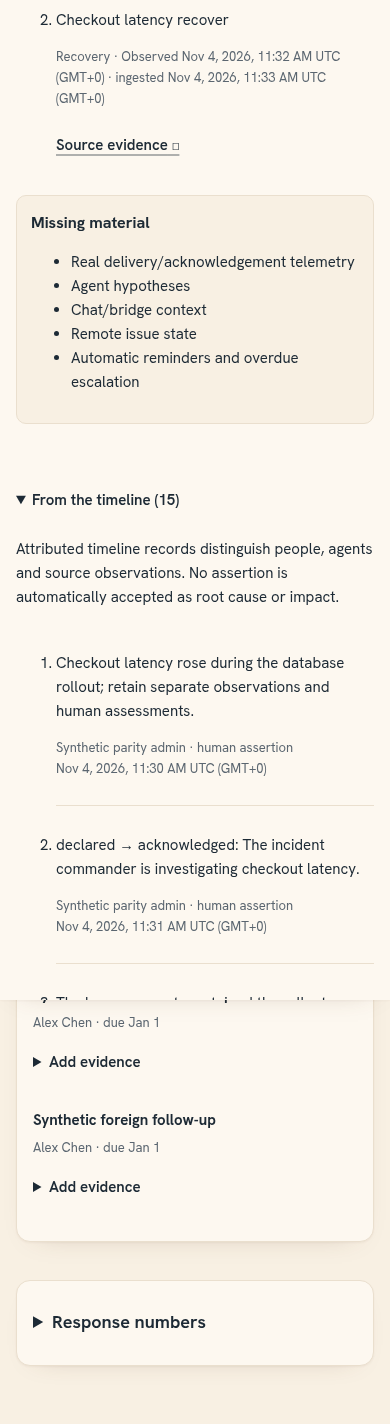 2. Checkout latency recover
Recovery · Observed Nov 4, 2026, 11:32 AM UTC
(GMT+0) · ingested Nov 4, 2026, 11:33 AM UTC
(GMT+0)
Source evidence
Missing material
• Real delivery/acknowledgement telemetry
• Agent hypotheses
• Chat/bridge context
• Remote issue state
• Automatic reminders and overdue
escalation
▼ From the timeline (15)
Attributed timeline records distinguish people, agents
and source observations. No assertion is
automatically accepted as root cause or impact.
1. Checkout latency rose during the database
rollout; retain separate observations and
human assessments.
Synthetic parity admin · human assertion
Nov 4, 2026, 11:30 AM UTC (GMT+0)
2. declared → acknowledged: The incident
commander is investigating checkout latency.
Synthetic parity admin · human assertion
Nov 4, 2026, 11:31 AM UTC (GMT+0)
Alex Chen · due Jan 1
▶ Add evidence
Synthetic foreign follow-up
Alex Chen · due Jan 1
▶ Add evidence
▶ Response numbers